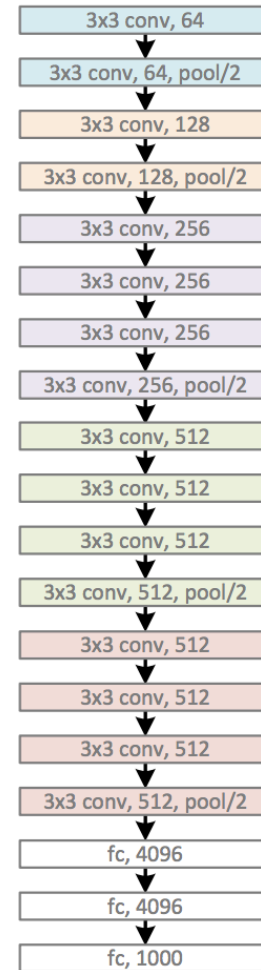 3x3 conv, 64
3x3 conv, 64, pool/2
3x3 conv, 128
3x3 conv, 128, pool/2
3x3 conv, 256
3x3 conv, 256
3x3 conv, 256
3x3 conv, 256, pool/2
3x3 conv, 512
3x3 conv, 512
3x3 conv, 512
3x3 conv, 512, pool/2
3x3 conv, 512
3x3 conv, 512
3x3 conv, 512
3x3 conv, 512, pool/2
fc, 4096
fc, 4096
fc, 1000